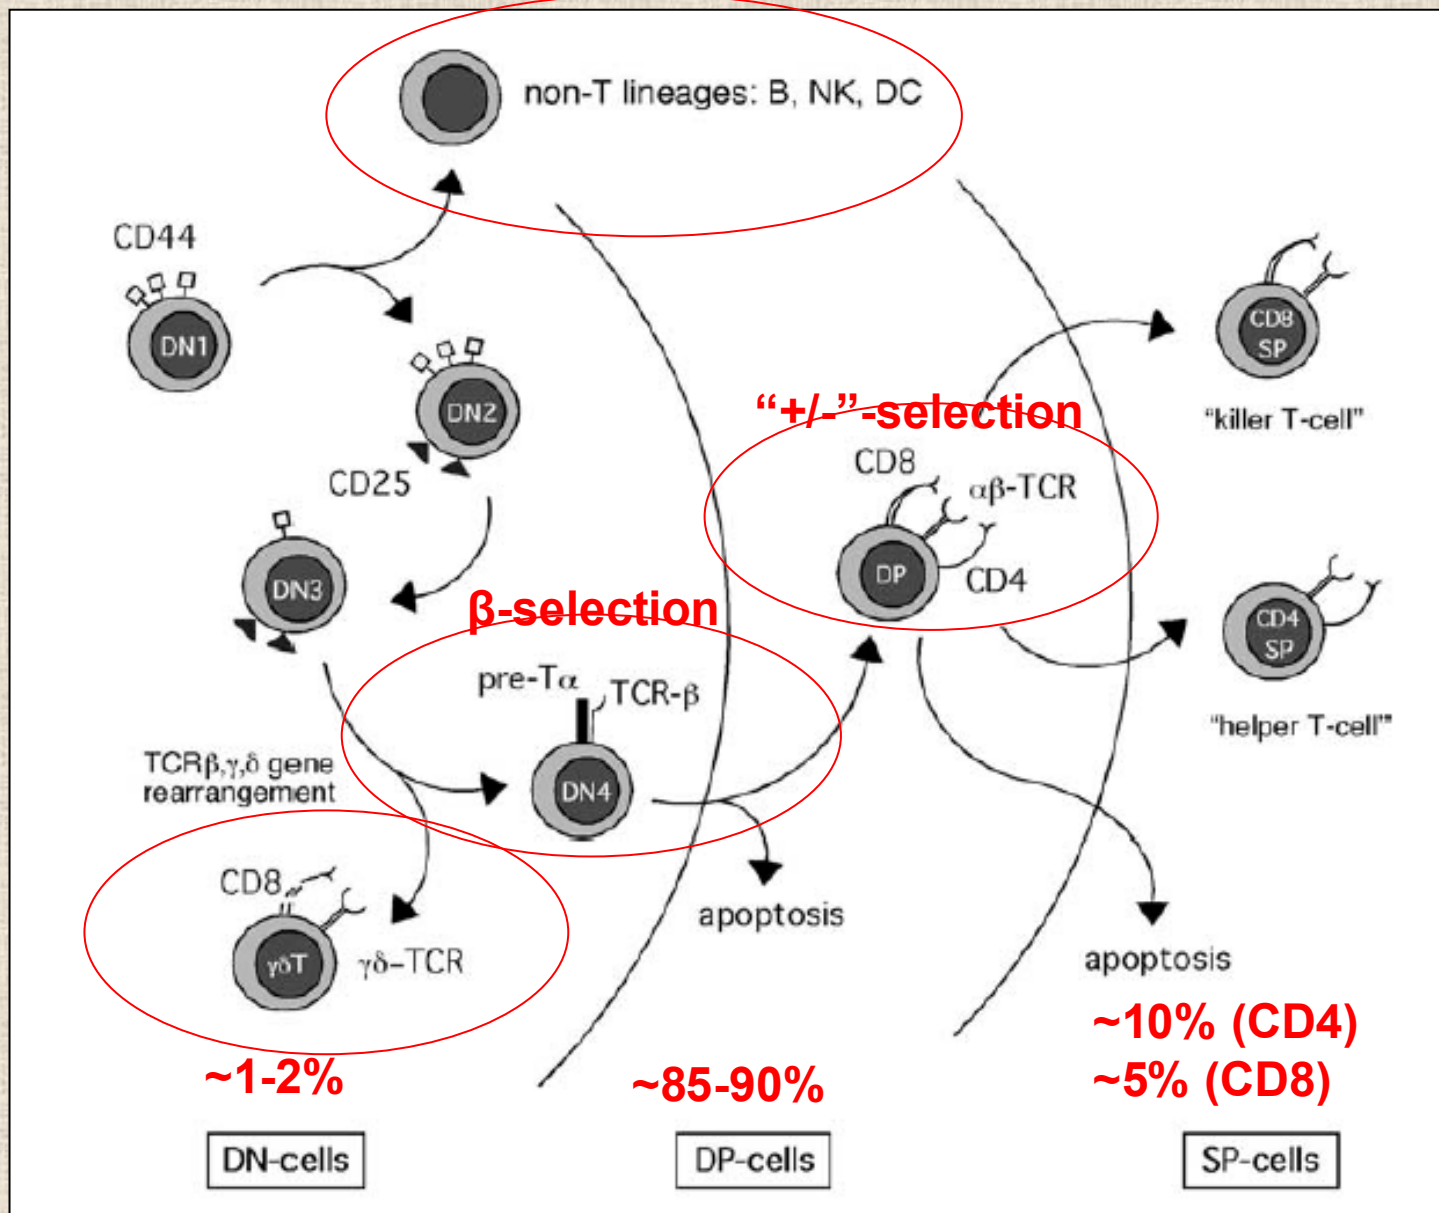 non-T lineages: B, NK, DC
CD44
DN1
DN2
CD25
DN3
β-selection
pre-Tα
TCR-β
DN4
TCRβ,γ,δ gene
rearrangement
CD8
γδT
γδ-TCR
apoptosis
"+/-"-selection
CD8
αβ-TCR
DP
CD4
CD8
SP
"killer T-cell"
CD4
SP
"helper T-cell"'
apoptosis
~10% (CD4)
~5% (CD8)
~1-2%
~85-90%
DN-cells
DP-cells
SP-cells